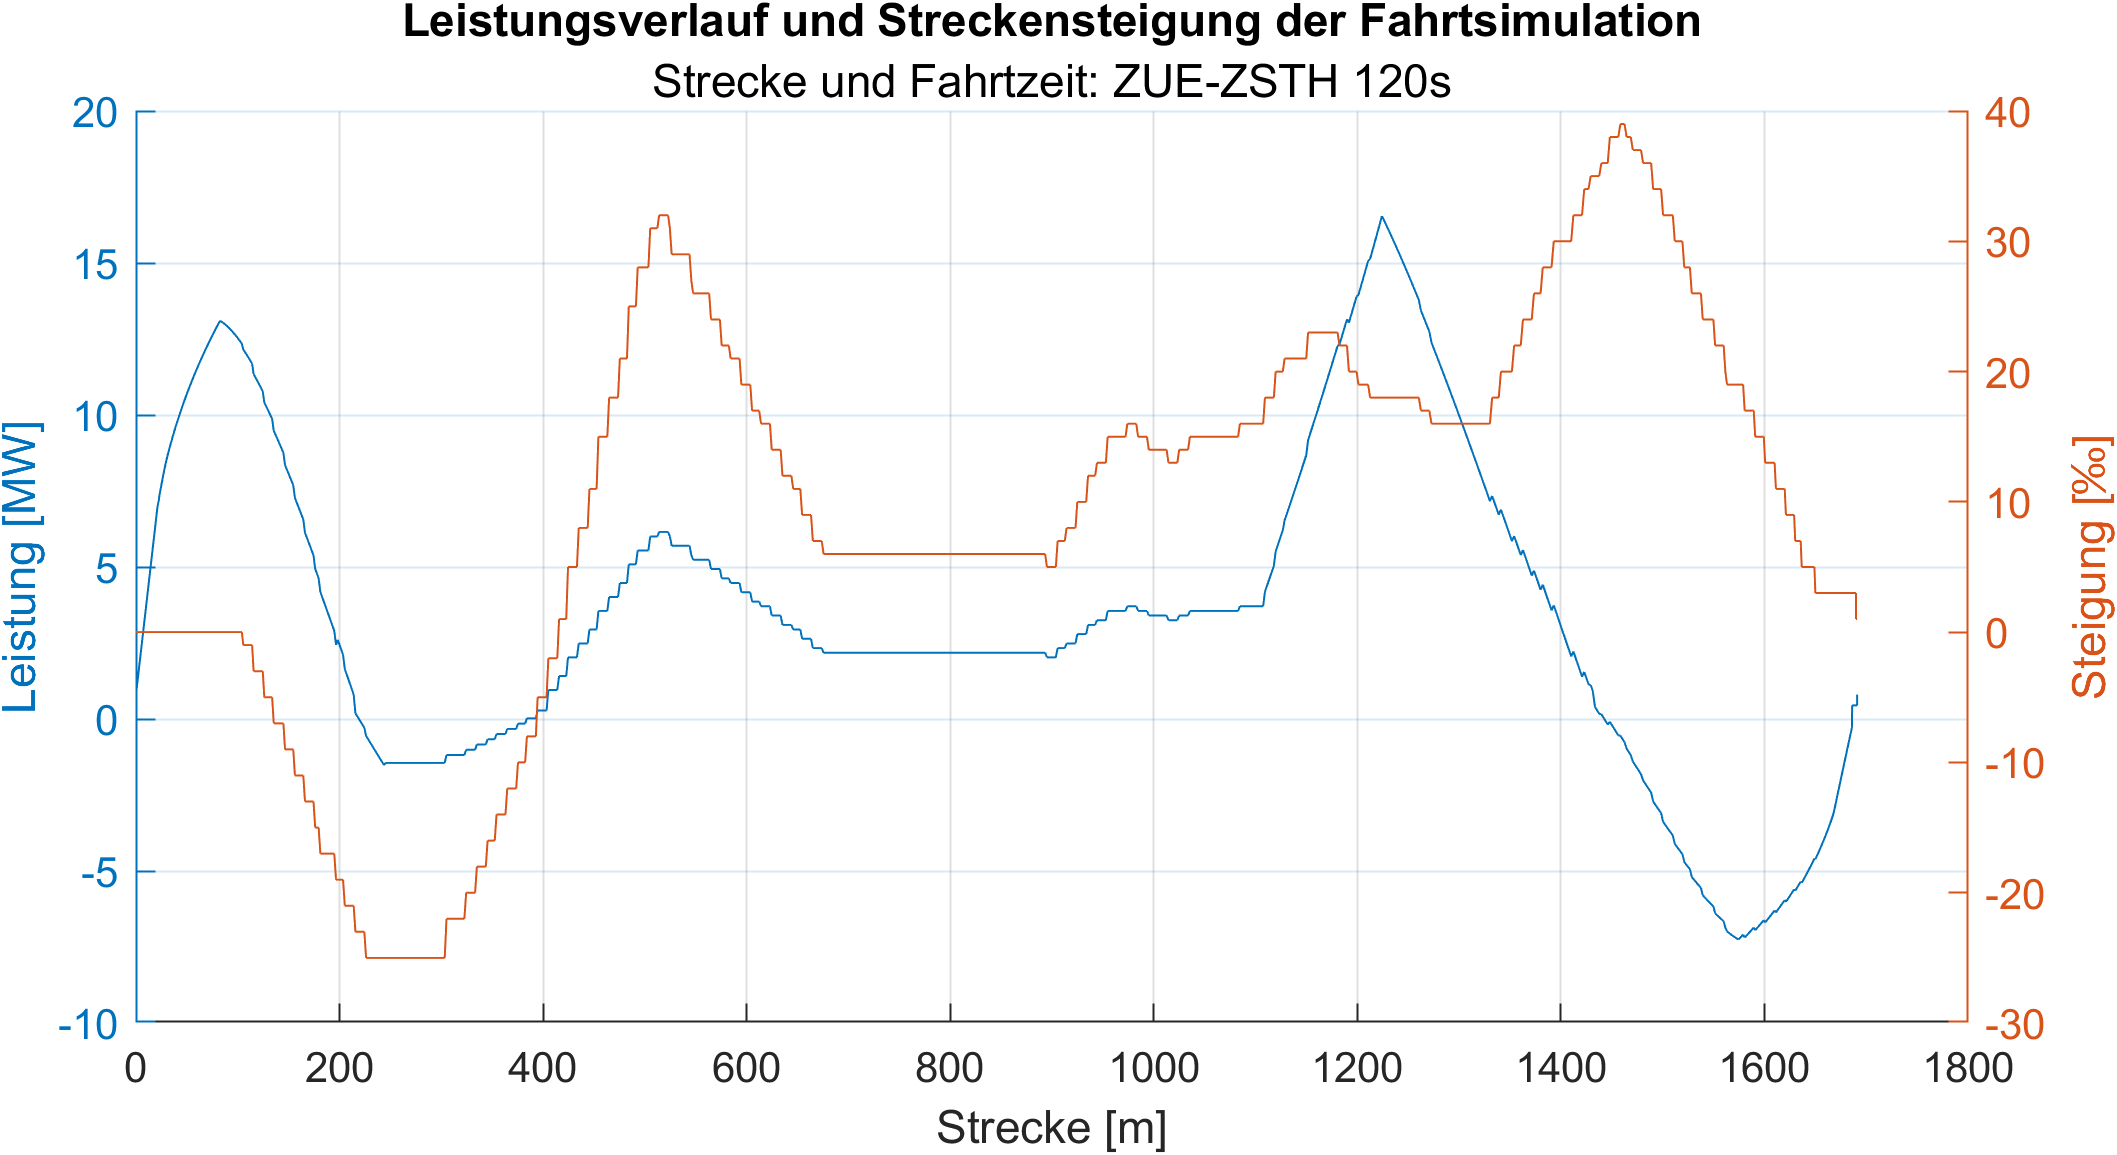 Leistungsverlauf und Streckensteigung der Fahrtsimulation
Strecke und Fahrtzeit: ZUE-ZSTH 120s
20
15
10
5
0
-5
-10
Leistung [MW]
40
30
20
10
0
-10
-20
-30
Steigung [‰]
0 200 400 600 800 1000 1200 1400 1600 1800
Strecke [m]